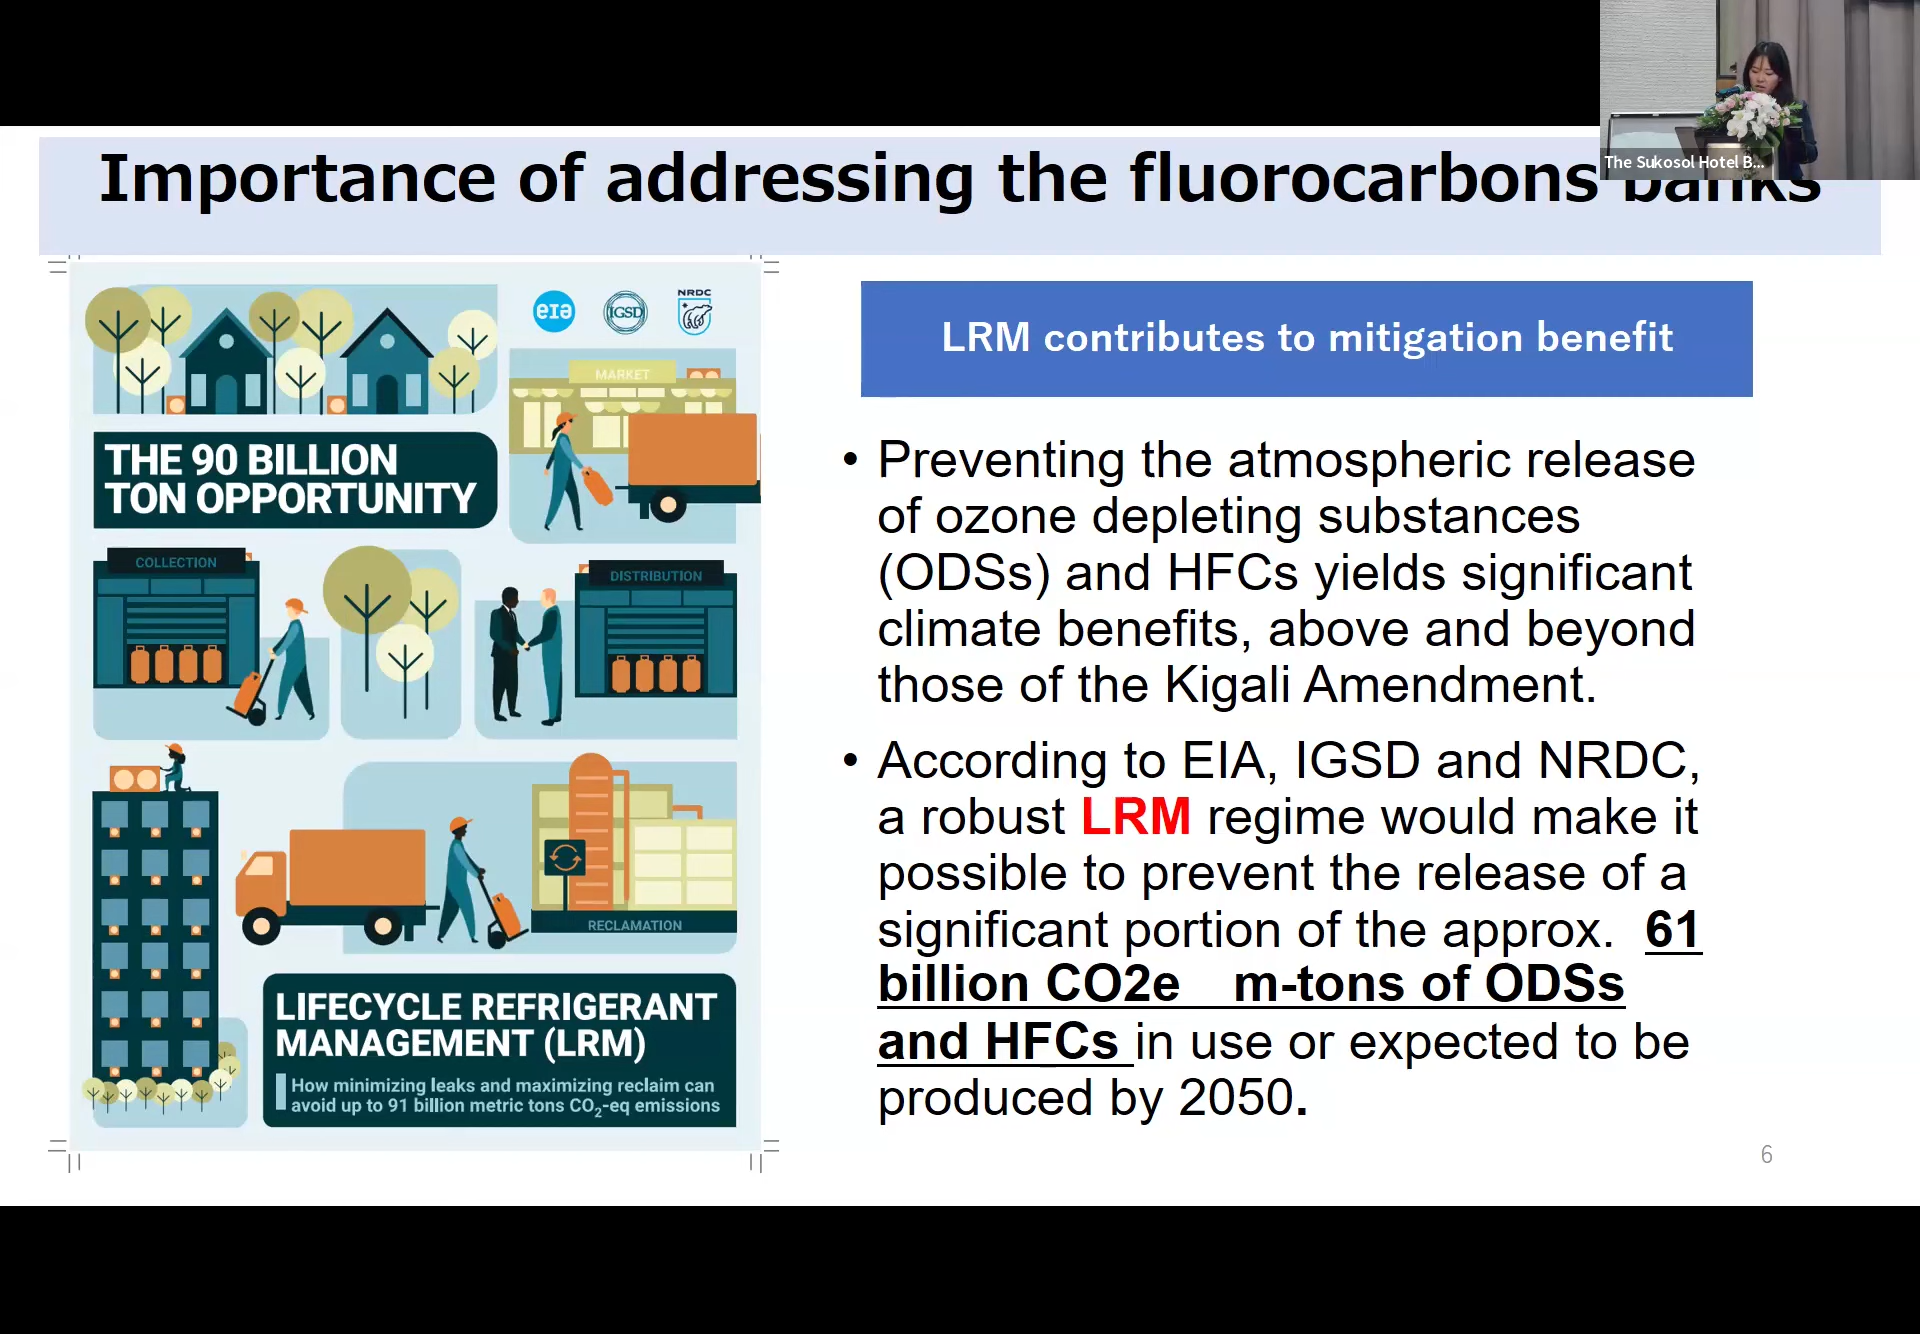 The Sukosol Hotel B...
Importance of addressing the fluorocarbons banks
eia
IGSD
NRDC
MARKET
THE 90 BILLION
TON OPPORTUNITY
COLLECTION
DISTRIBUTION
RECLAMATION
LIFECYCLE REFRIGERANT
MANAGEMENT (LRM)
How minimizing leaks and maximizing reclaim can
avoid up to 91 billion metric tons CO2-eq emissions
LRM contributes to mitigation benefit
• Preventing the atmospheric release
of ozone depleting substances
(ODSs) and HFCs yields significant
climate benefits, above and beyond
those of the Kigali Amendment.
• According to EIA, IGSD and NRDC,
a robust LRM regime would make it
possible to prevent the release of a
significant portion of the approx. 61
billion CO2e m-tons of ODSs
and HFCs in use or expected to be
produced by 2050.
6